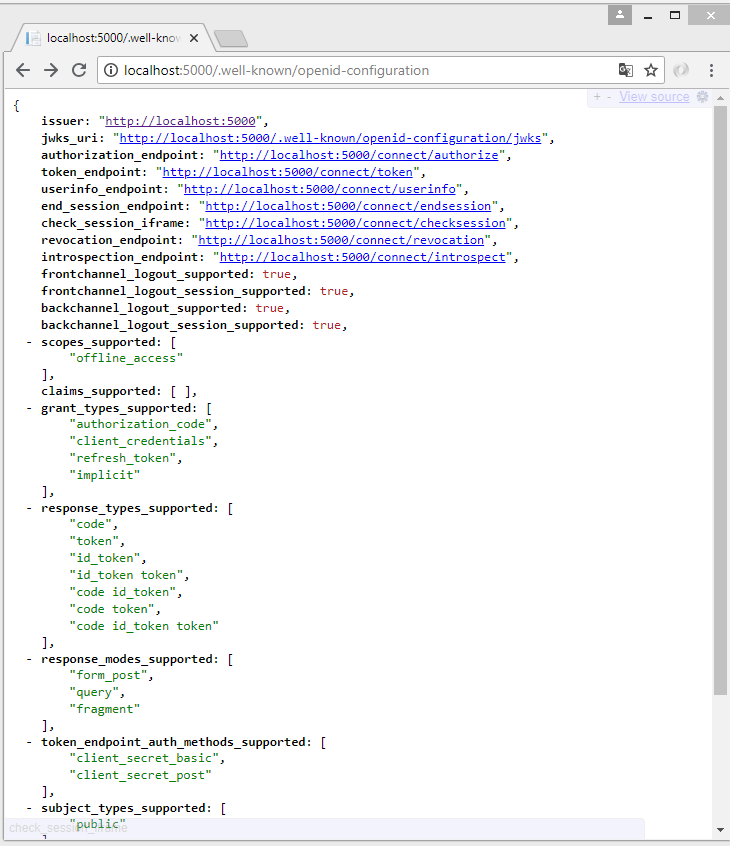 localhost:5000/.well-know
localhost:5000/.well-known/openid-configuration
+ - View source
{
issuer: "http://localhost:5000",
jwks_uri: "http://localhost:5000/.well-known/openid-configuration/jwks",
authorization_endpoint: "http://localhost:5000/connect/authorize",
token_endpoint: "http://localhost:5000/connect/token",
userinfo_endpoint: "http://localhost:5000/connect/userinfo",
end_session_endpoint: "http://localhost:5000/connect/endsession",
check_session_iframe: "http://localhost:5000/connect/checksession",
revocation_endpoint: "http://localhost:5000/connect/revocation",
introspection_endpoint: "http://localhost:5000/connect/introspect",
frontchannel_logout_supported: true,
frontchannel_logout_session_supported: true,
backchannel_logout_supported: true,
backchannel_logout_session_supported: true,
- scopes_supported: [
"offline_access"
],
claims_supported: [ ],
- grant_types_supported: [
"authorization_code",
"client_credentials",
"refresh_token",
"implicit"
],
- response_types_supported: [
"code",
"token",
"id_token",
"id_token token",
"code id_token",
"code token",
"code id_token token"
],
- response_modes_supported: [
"form_post",
"query",
"fragment"
],
- token_endpoint_auth_methods_supported: [
"client_secret_basic",
"client_secret_post"
],
- subject_types_supported: [
"public"
check_session_iframe